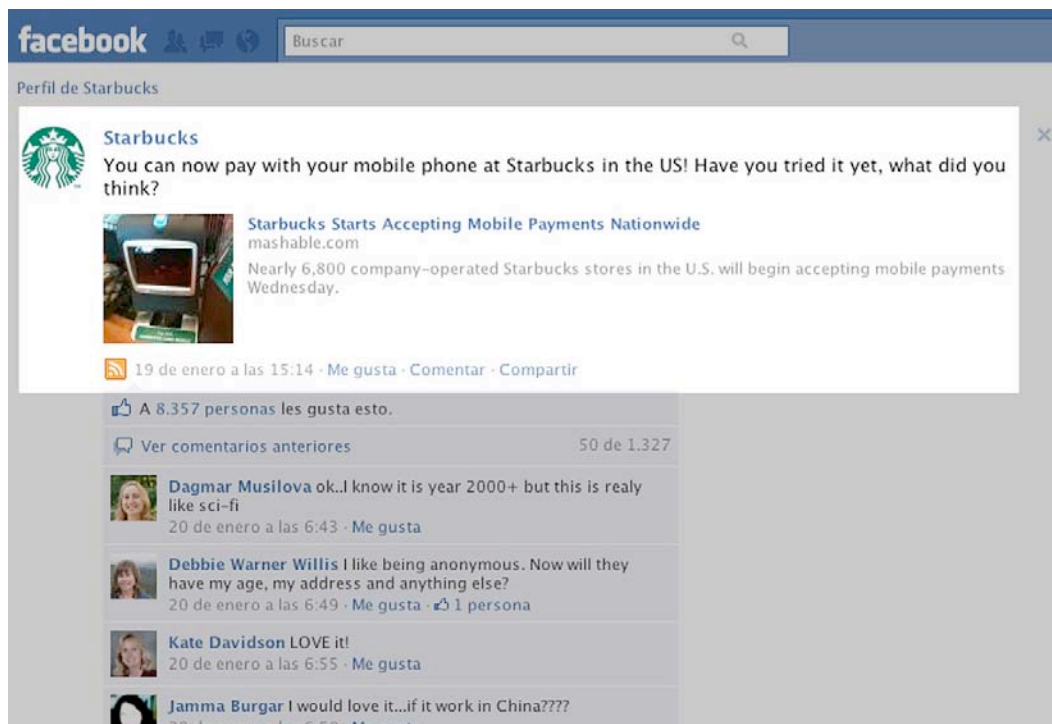 facebook
Buscar
Perfil de Starbucks
Starbucks
You can now pay with your mobile phone at Starbucks in the US! Have you tried it yet, what did you
think?
Starbucks Starts Accepting Mobile Payments Nationwide
mashable.com
Nearly 6,800 company-operated Starbucks stores in the U.S. will begin accepting mobile payments
Wednesday.
19 de enero a las 15:14 · Me gusta · Comentar · Compartir
A 8.357 personas les gusta esto.
Ver comentarios anteriores 50 de 1.327
Dagmar Musilova ok..I know it is year 2000+ but this is realy
like sci-fi
20 de enero a las 6:43 · Me gusta
Debbie Warner Willis I like being anonymous. Now will they
have my age, my address and anything else?
20 de enero a las 6:49 · Me gusta · 1 persona
Kate Davidson LOVE it!
20 de enero a las 6:55 · Me gusta
Jamma Burgar I would love it...if it work in China????